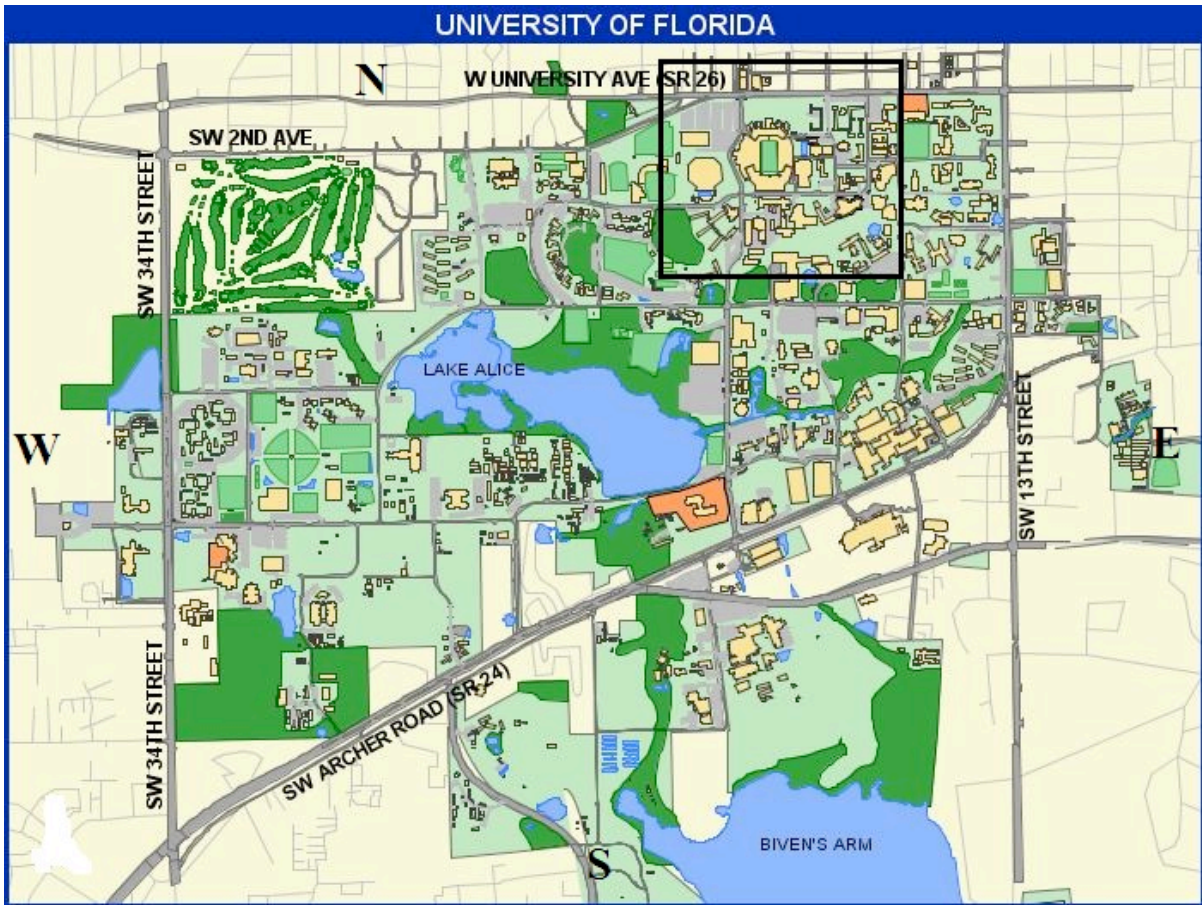 UNIVERSITY OF FLORIDA
N
W UNIVERSITY AVE (SR 26)
SW 2ND AVE
SW 34TH STREET
LAKE ALICE
W
E
SW 13TH STREET
SW 34TH STREET
SW ARCHER ROAD (SR 24)
BIVEN'S ARM
S